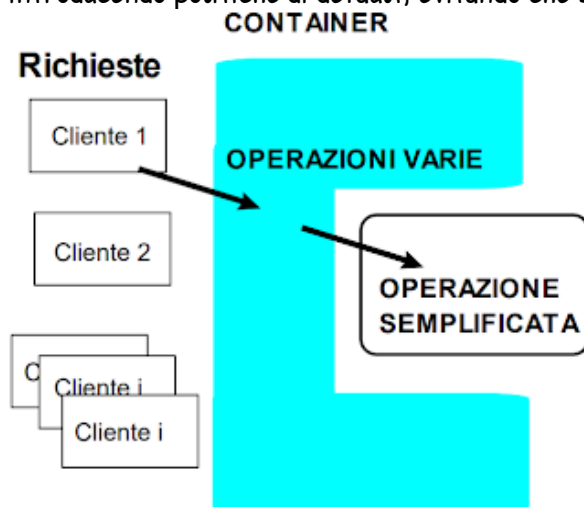 CONTAINER
Richieste
Cliente 1
OPERAZIONI VARIE
Cliente 2
OPERAZIONE
SEMPLIFICATA
Cliente i
Cliente i